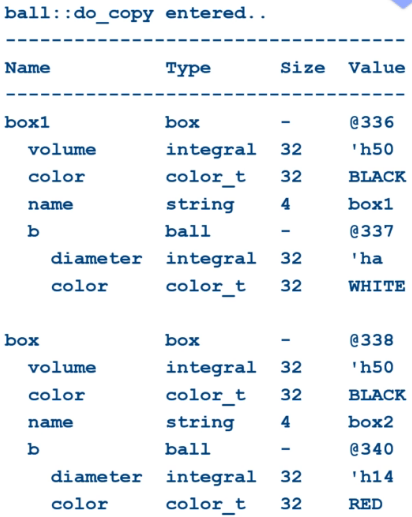 ball::do_copy entered..
-----------------------------------
Name Type Size Value
-----------------------------------
box1 box - @336
volume integral 32 'h50
color color_t 32 BLACK
name string 4 box1
b ball - @337
diameter integral 32 'ha
color color_t 32 WHITE
box box - @338
volume integral 32 'h50
color color_t 32 BLACK
name string 4 box2
b ball - @340
diameter integral 32 'h14
color color_t 32 RED